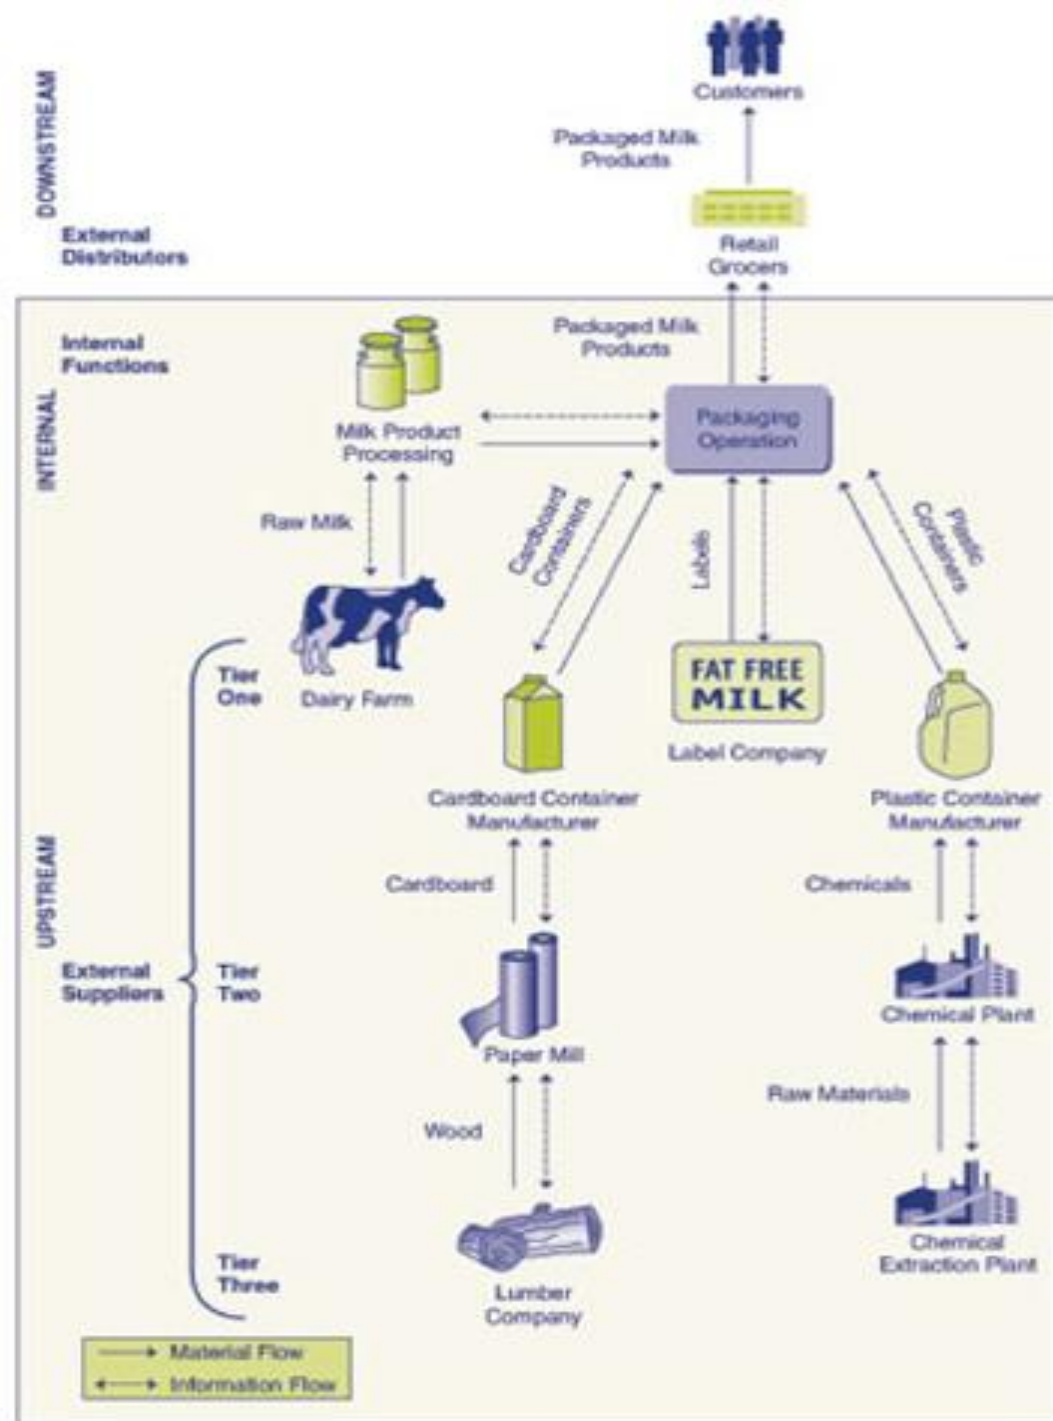 Customers
Packaged Milk
Products
DOWNSTREAM
External
Distributors
Retail
Grocers
Internal
Functions
Packaged Milk
Products
INTERNAL
Milk Product
Processing
Packaging
Operation
Raw Milk
Cardboard
Containers
Labels
Plastic
Containers
Tier
One
Dairy Farm
FAT FREE
MILK
Label Company
Cardboard Container
Manufacturer
Plastic Container
Manufacturer
UPSTREAM
Cardboard
Chemicals
External
Suppliers
Tier
Two
Paper Mill
Chemical Plant
Wood
Raw Materials
Tier
Three
Lumber
Company
Chemical
Extraction Plant
Material Flow
Information Flow